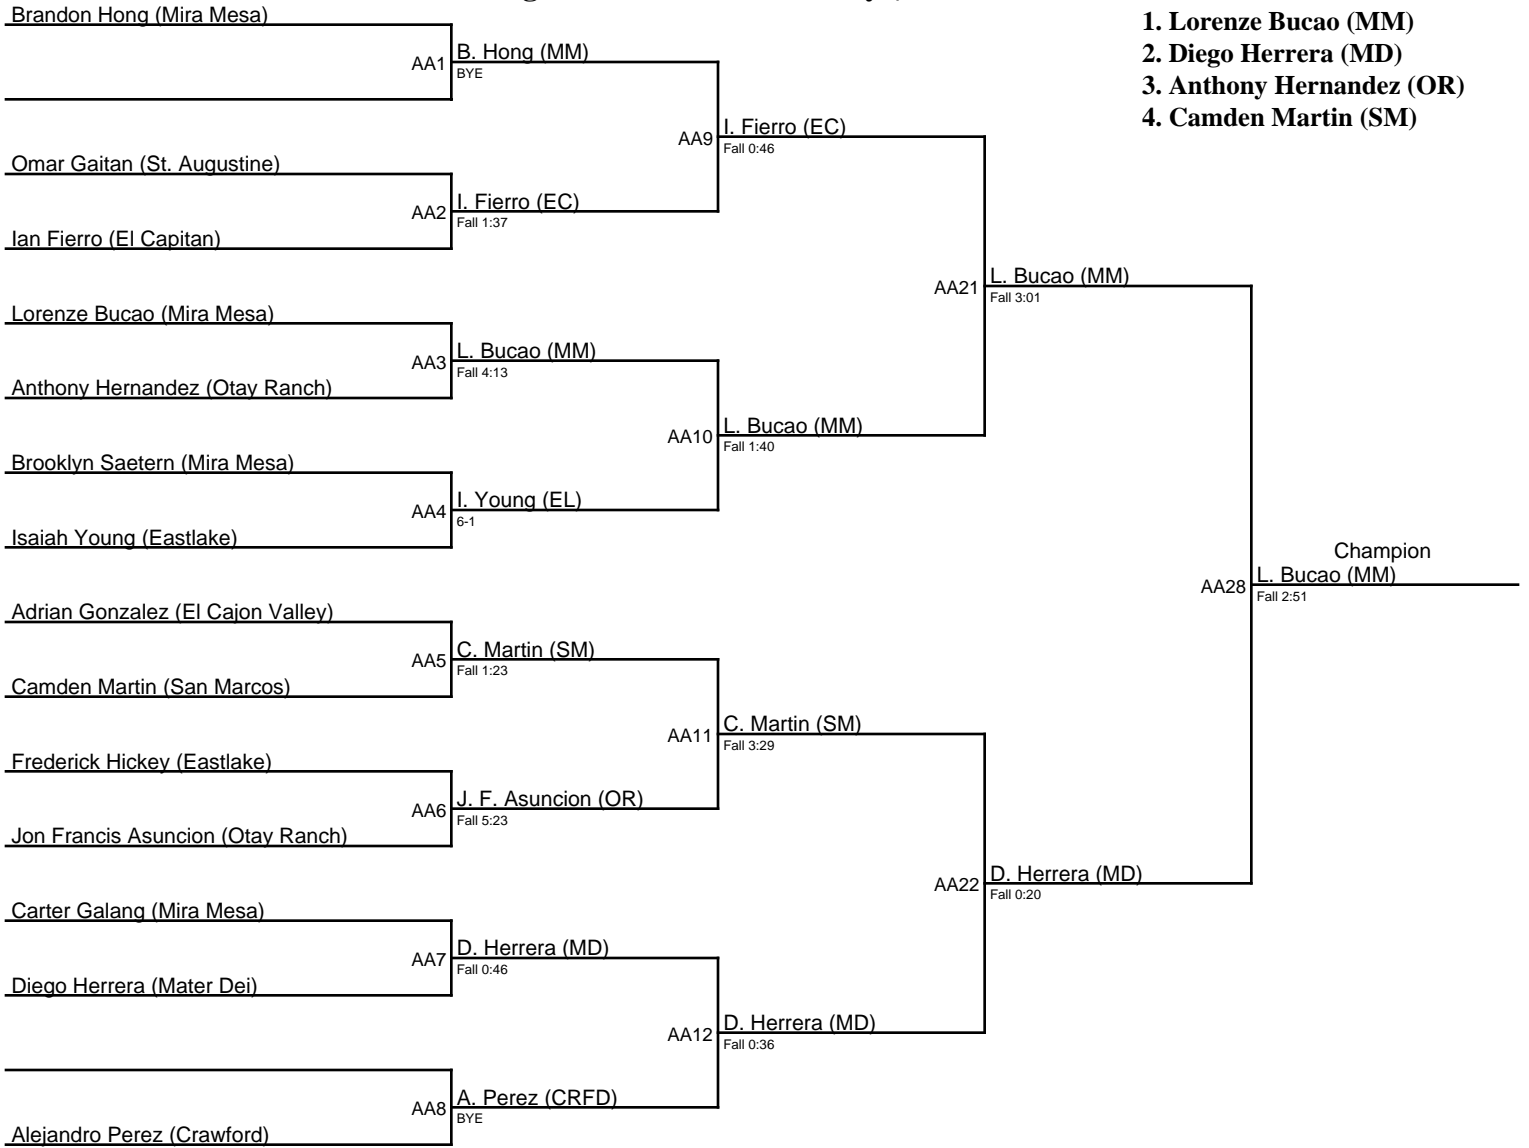 Brandon Hong (Mira Mesa)
AA1
B. Hong (MM)
BYE
Omar Gaitan (St. Augustine)
AA2
I. Fierro (EC)
Fall 1:37
Ian Fierro (El Capitan)
AA9
I. Fierro (EC)
Fall 0:46
Lorenze Bucao (Mira Mesa)
AA3
L. Bucao (MM)
Fall 4:13
Anthony Hernandez (Otay Ranch)
Brooklyn Saetern (Mira Mesa)
AA4
I. Young (EL)
6-1
Isaiah Young (Eastlake)
AA10
L. Bucao (MM)
Fall 1:40
AA21
L. Bucao (MM)
Fall 3:01
Adrian Gonzalez (El Cajon Valley)
AA5
C. Martin (SM)
Fall 1:23
Camden Martin (San Marcos)
Frederick Hickey (Eastlake)
AA6
J. F. Asuncion (OR)
Fall 5:23
Jon Francis Asuncion (Otay Ranch)
AA11
C. Martin (SM)
Fall 3:29
Carter Galang (Mira Mesa)
AA7
D. Herrera (MD)
Fall 0:46
Diego Herrera (Mater Dei)
AA8
A. Perez (CRFD)
BYE
Alejandro Perez (Crawford)
AA12
D. Herrera (MD)
Fall 0:36
AA22
D. Herrera (MD)
Fall 0:20
AA28
Champion
L. Bucao (MM)
Fall 2:51
1. Lorenze Bucao (MM)
2. Diego Herrera (MD)
3. Anthony Hernandez (OR)
4. Camden Martin (SM)